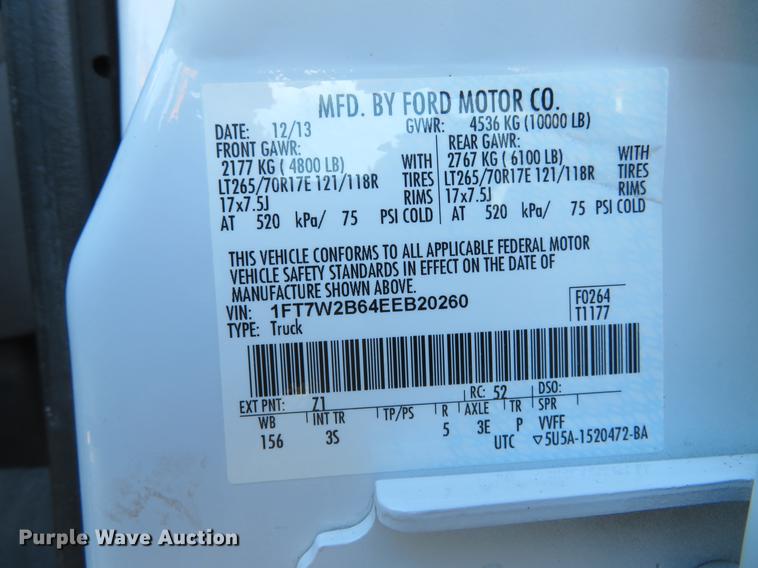 MFD. BY FORD MOTOR CO.
DATE: 12/13 GVWR: 4536 KG (10000 LB)
FRONT GAWR: REAR GAWR:
2177 KG ( 4800 LB) WITH 2767 KG ( 6100 LB) WITH
LT265/70R17E 121/118R TIRES LT265/70R17E 121/118R TIRES
17x7.5J RIMS 17x7.5J RIMS
AT 520 kPa/ 75 PSI COLD AT 520 kPa/ 75 PSI COLD
THIS VEHICLE CONFORMS TO ALL APPLICABLE FEDERAL MOTOR
VEHICLE SAFETY STANDARDS IN EFFECT ON THE DATE OF
MANUFACTURE SHOWN ABOVE.
VIN: 1FT7W2B64EEB20260 F0264
TYPE: Truck T1177
EXT PNT: Z1 RC: 52 DSO:
WB INT TR TP/PS R AXLE TR SPR
156 3S 5 3E P VVFF
UTC ▽5U5A-1520472-BA
Purple Wave Auction